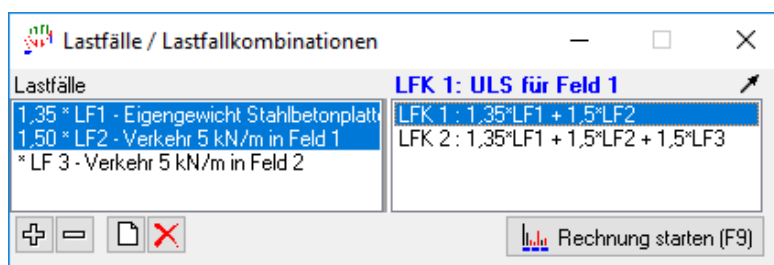 Lastfälle / Lastfallkombinationen
Lastfälle
LFK 1: ULS für Feld 1
1,35 * LF1 - Eigengewicht Stahlbetonplatt
1,50 * LF2 - Verkehr 5 kN/m in Feld 1
* LF 3 - Verkehr 5 kN/m in Feld 2
LFK 1 : 1,35*LF1 + 1,5*LF2
LFK 2 : 1,35*LF1 + 1,5*LF2 + 1,5*LF3
Rechnung starten (F9)